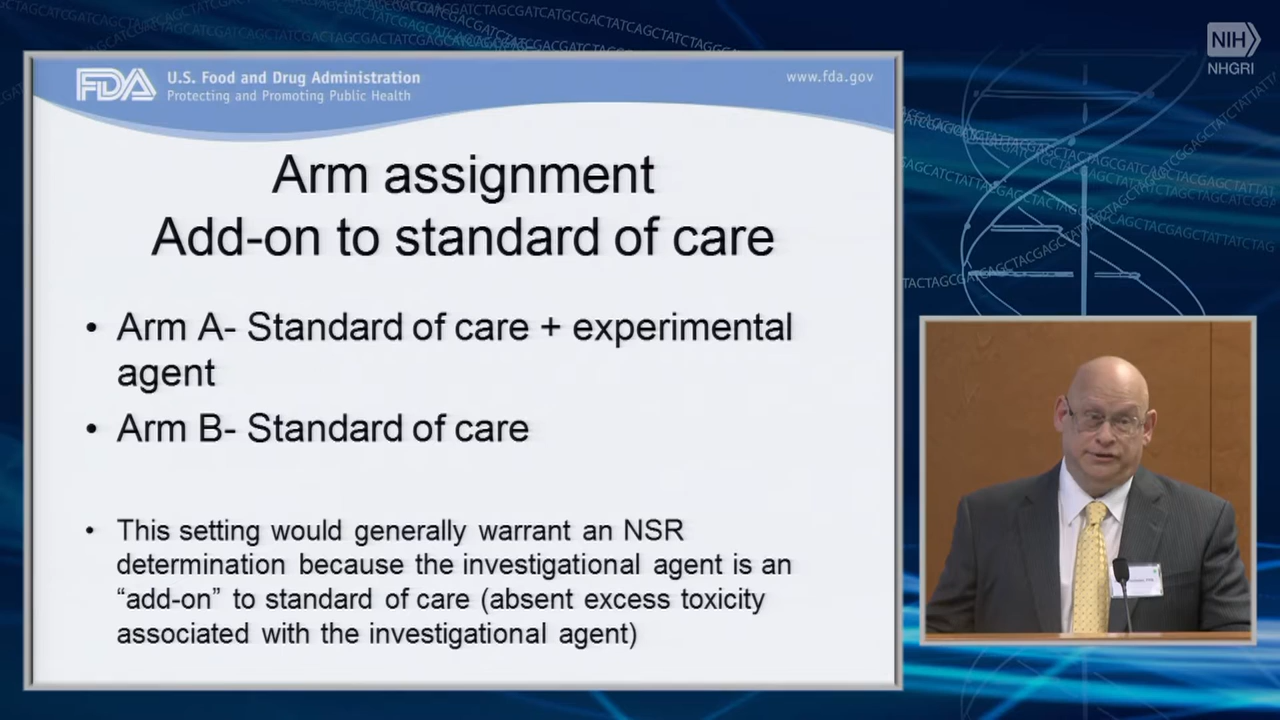 NIH
NHGRI
FDA
U.S. Food and Drug Administration
Protecting and Promoting Public Health
www.fda.gov
Arm assignment
Add-on to standard of care
• Arm A- Standard of care + experimental
agent
• Arm B- Standard of care
• This setting would generally warrant an NSR
determination because the investigational agent is an
“add-on” to standard of care (absent excess toxicity
associated with the investigational agent)